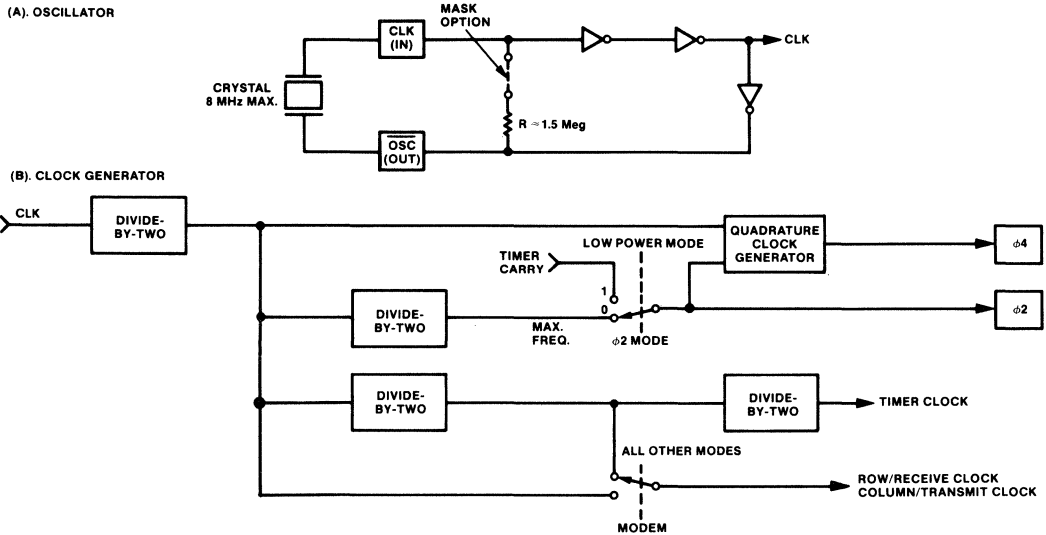 (A). OSCILLATOR
MASK
OPTION
CLK
(IN)
CLK
CRYSTAL
8 MHz MAX.
R ≈ 1.5 Meg
OSC
(OUT)
(B). CLOCK GENERATOR
CLK
DIVIDE-
BY-TWO
LOW POWER MODE
QUADRATURE
CLOCK
GENERATOR
ϕ4
TIMER
CARRY
1
0
DIVIDE-
BY-TWO
MAX.
FREQ.
ϕ2 MODE
ϕ2
DIVIDE-
BY-TWO
DIVIDE-
BY-TWO
TIMER CLOCK
ALL OTHER MODES
ROW/RECEIVE CLOCK
COLUMN/TRANSMIT CLOCK
MODEM